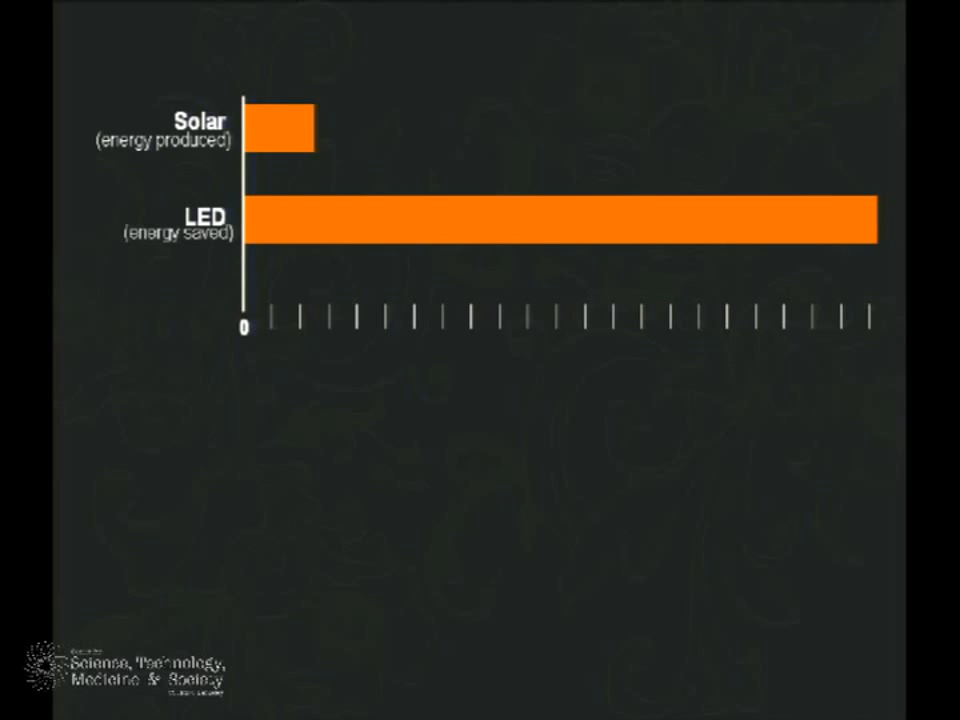 Solar
(energy produced)
LED
(energy saved)
0
Science, Technology,
Medicine & Society